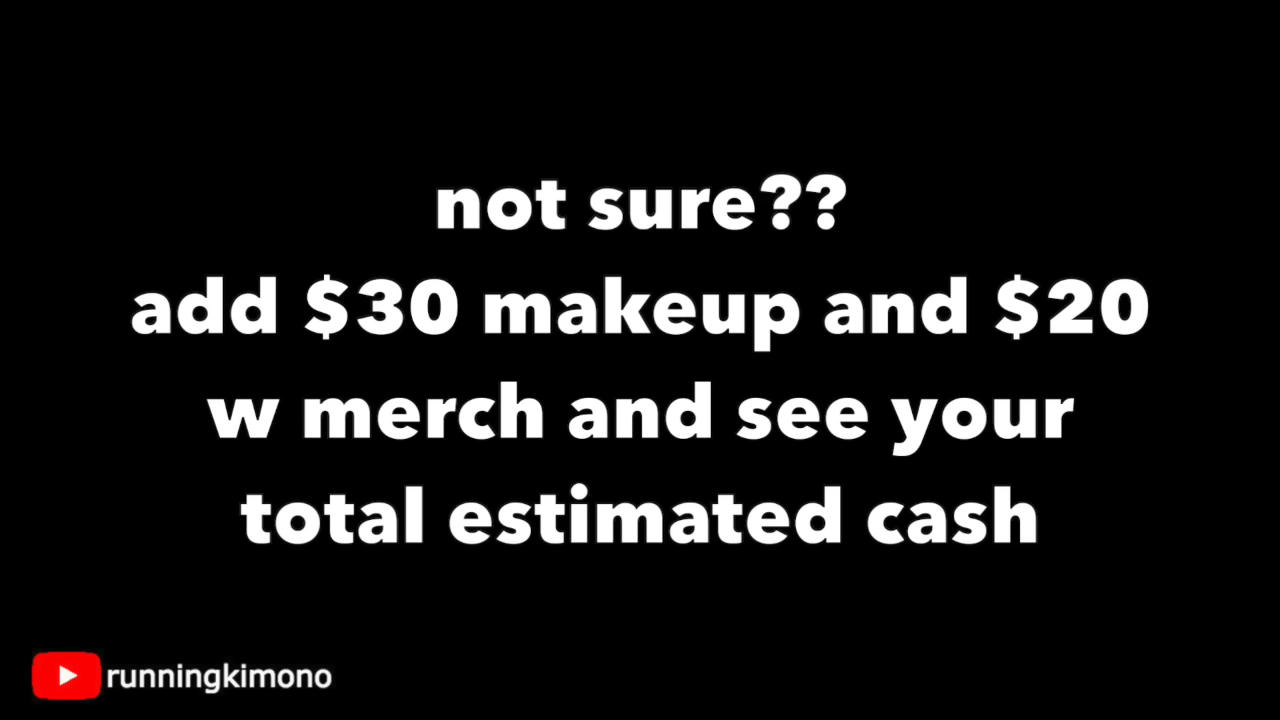 not sure??
add $30 makeup and $20
w merch and see your
total estimated cash
runningkimono